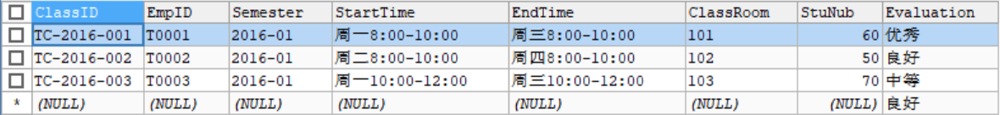 ClassID EmpID Semester StartTime EndTime ClassRoom StuNub Evaluation
TC-2016-001 T0001 2016-01 周一8:00-10:00 周三8:00-10:00 101 60 优秀
TC-2016-002 T0002 2016-01 周二8:00-10:00 周四8:00-10:00 102 50 良好
TC-2016-003 T0003 2016-01 周一10:00-12:00 周三10:00-12:00 103 70 中等
* (NULL) (NULL) (NULL) (NULL) (NULL) (NULL) (NULL) 良好